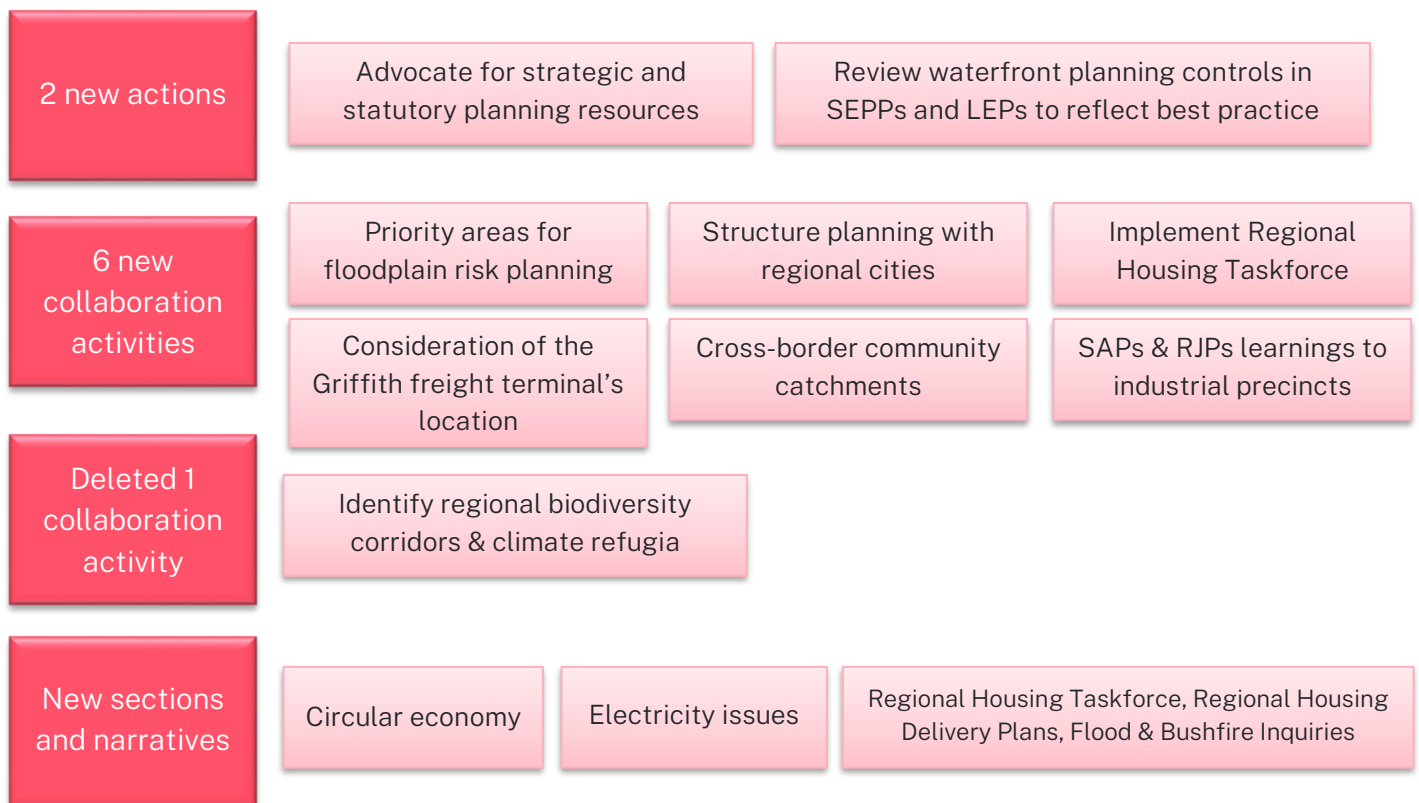 2 new actions
Advocate for strategic and
statutory planning resources
Review waterfront planning controls in
SEPPs and LEPs to reflect best practice
6 new
collaboration
activities
Priority areas for
floodplain risk planning
Structure planning with
regional cities
Implement Regional
Housing Taskforce
Consideration of the
Griffith freight terminal’s
location
Cross-border community
catchments
SAPs & RJPs learnings to
industrial precincts
Deleted 1
collaboration
activity
Identify regional biodiversity
corridors & climate refugia
New sections
and narratives
Circular economy
Electricity issues
Regional Housing Taskforce, Regional Housing
Delivery Plans, Flood & Bushfire Inquiries